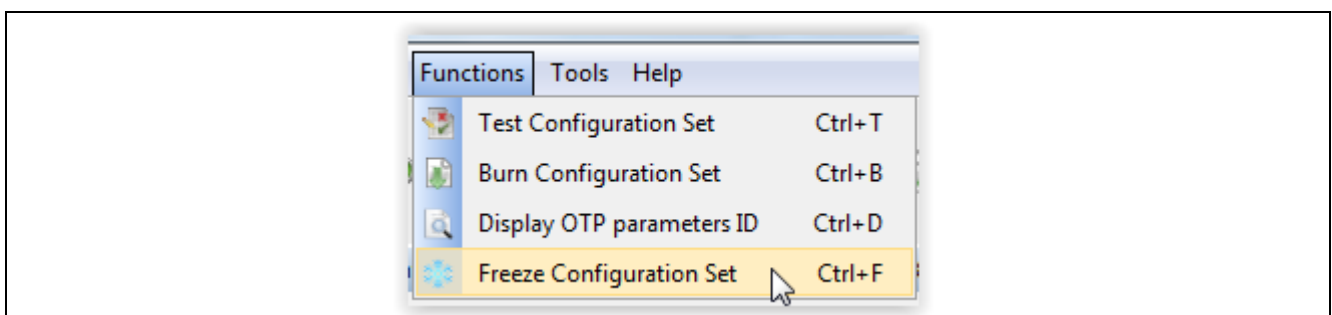 Functions Tools Help
Test Configuration Set Ctrl+T
Burn Configuration Set Ctrl+B
Display OTP parameters ID Ctrl+D
Freeze Configuration Set Ctrl+F